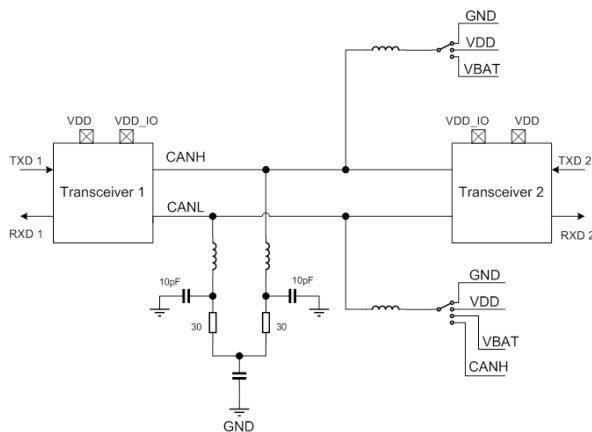 GND
VDD
VBAT
VDD VDD_IO
VDD_IO VDD
TXD 1
CANH
TXD 2
Transceiver 1
Transceiver 2
CANL
RXD 1
RXD 2
10pF
10pF
GND
VDD
30
30
VBAT
CANH
GND